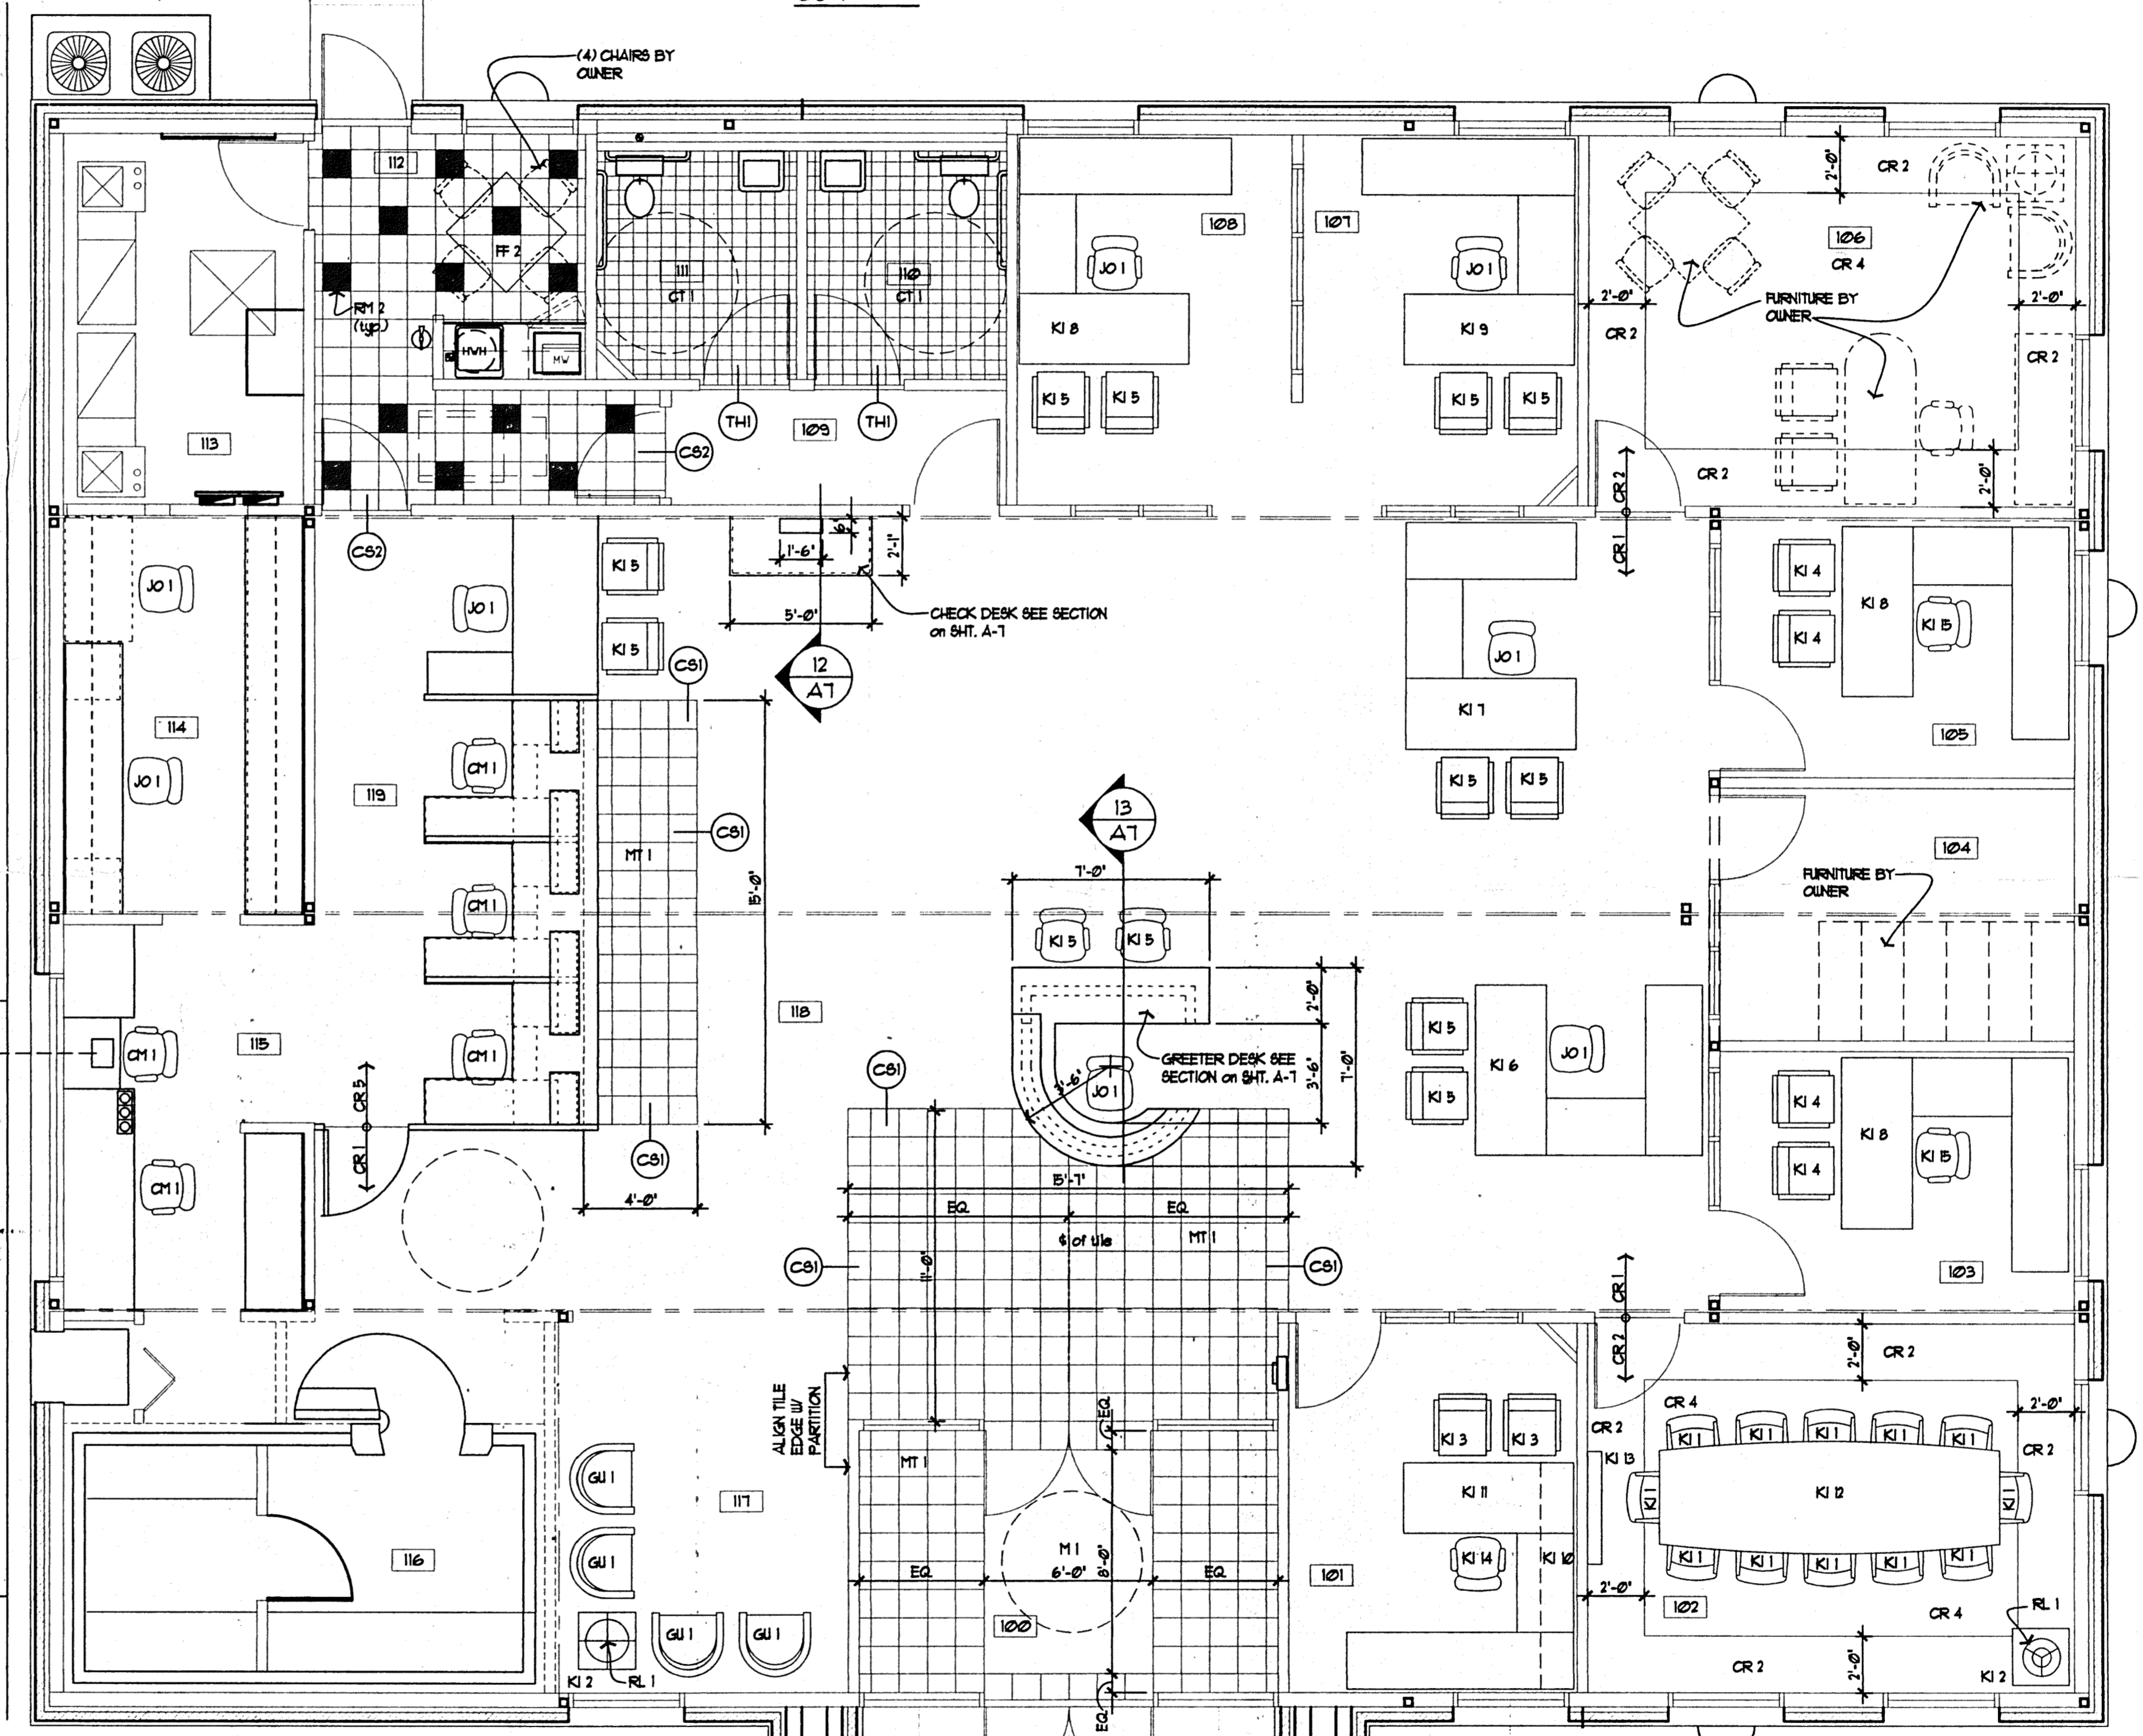 (4) CHAIRS BY
OWNER
112
FF 2
RM 2
(typ.)
HWH
MW
111
CT 1
110
CT 1
108
107
JO 1
JO 1
KI 8
KI 9
KI 5
KI 5
KI 5
KI 5
2'-0"
CR 2
106
CR 4
2'-0"
2'-0"
FURNITURE BY
OWNER
CR 2
CR 2
113
TH1
TH1
109
CS2
CR 2
2'-0"
CR 2
CR 1
CS2
JO 1
JO 1
KI 5
KI 5
6"
1'-6"
2'-1"
5'-0"
CHECK DESK SEE SECTION
on SHT. A-7
12
A7
CS1
JO 1
KI 7
KI 5
KI 5
KI 4
KI 4
KI 8
KI 15
105
114
JO 1
119
CM 1
CM 1
CM 1
MT 1
CS1
15'-0"
13
A7
7'-0"
104
FURNITURE BY
OWNER
KI 5
KI 5
118
2'-0"
3'-6"
7'-0"
GREETER DESK SEE
SECTION on SHT. A-7
3'-6"
JO 1
KI 5
KI 5
KI 6
JO 1
115
CM 1
CR 5
CR 1
CM 1
CS1
CS1
4'-0"
15'-7"
EQ
EQ
℄ of tile
MT 1
11'-0"
CS1
CS1
KI 4
KI 4
KI 8
KI 15
103
CR 1
CR 2
2'-0"
CR 2
ALIGN TILE
EDGE W/
PARTITION
EQ
MT 1
GU 1
GU 1
GU 1
GU 1
117
116
KI 2
RL 1
EQ
M 1
6'-0"
8'-0"
EQ
100
EQ
101
KI 3
KI 3
KI 11
KI 14
KI 10
CR 2
CR 4
KI 13
2'-0"
CR 2
KI 1
KI 1
KI 1
KI 1
KI 1
KI 1
KI 12
KI 1
KI 1
KI 1
KI 1
KI 1
KI 1
2'-0"
102
CR 4
RL 1
CR 2
2'-0"
KI 2